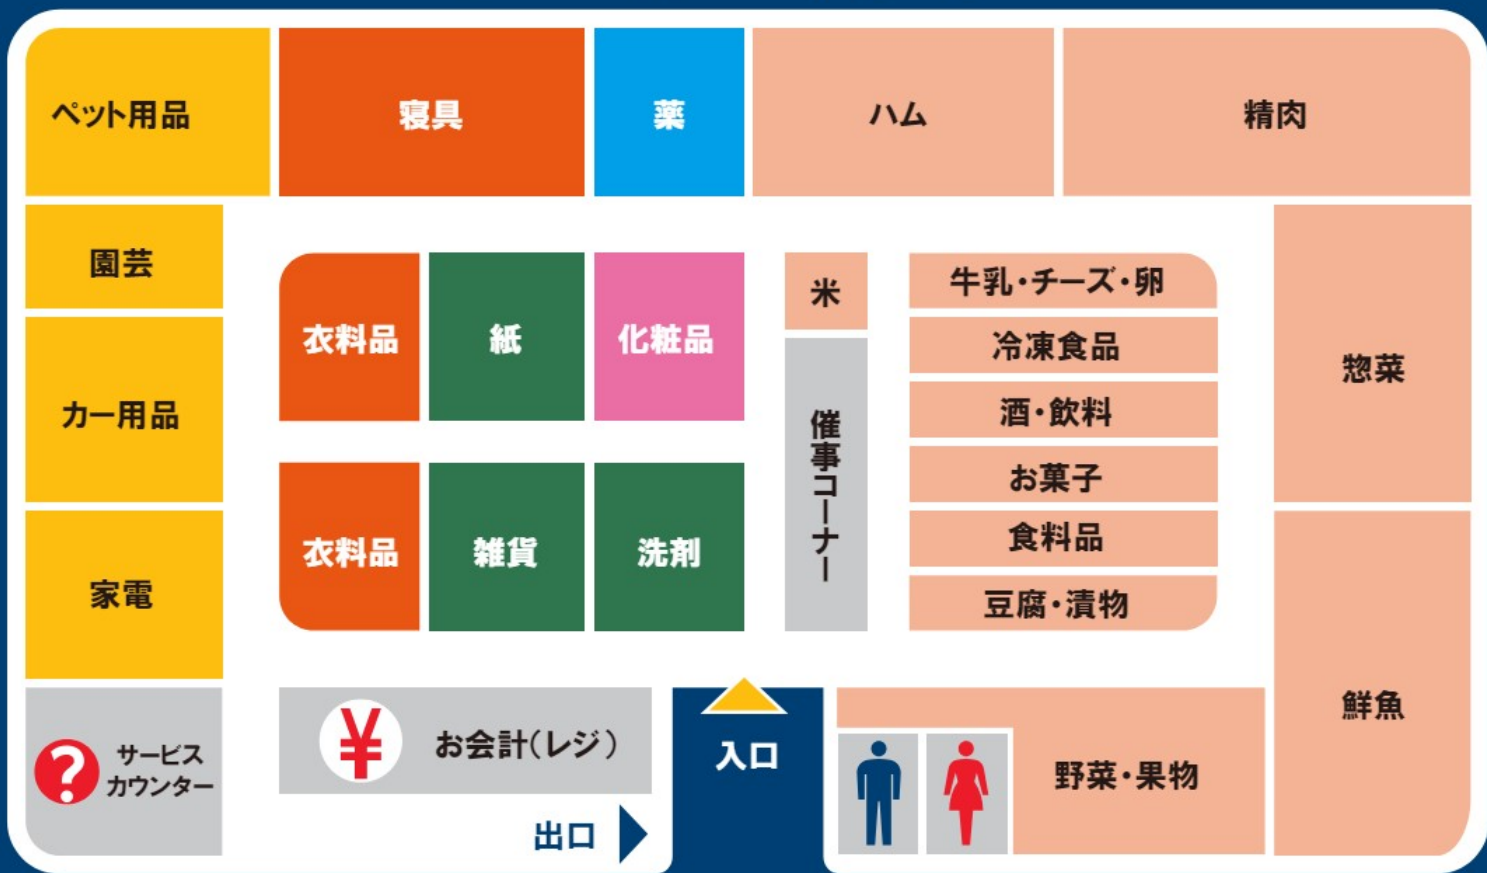 ペット用品
寝具
薬
ハム
精肉
園芸
カー用品
家電
衣料品
紙
化粧品
衣料品
雑貨
洗剤
米
催事コーナー
牛乳・チーズ・卵
冷凍食品
酒・飲料
お菓子
食料品
豆腐・漬物
惣菜
鮮魚
?
サービス
カウンター
¥
お会計(レジ)
出口
入口
野菜・果物